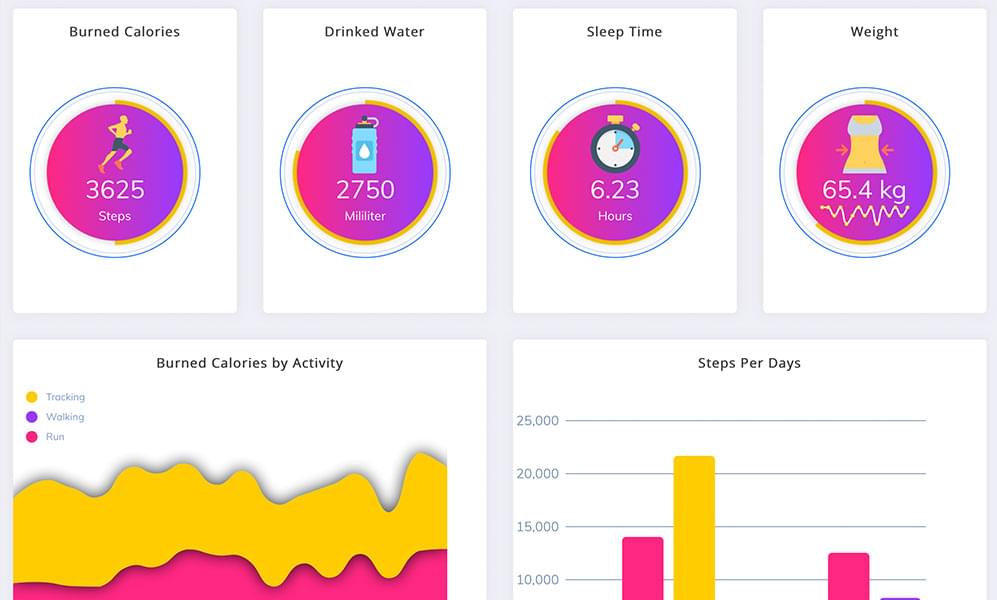 Burned Calories
3625
Steps
Drinked Water
2750
Mililiter
Sleep Time
6.23
Hours
Weight
65.4 kg
Burned Calories by Activity
Tracking
Walking
Run
Steps Per Days
25,000
20,000
15,000
10,000